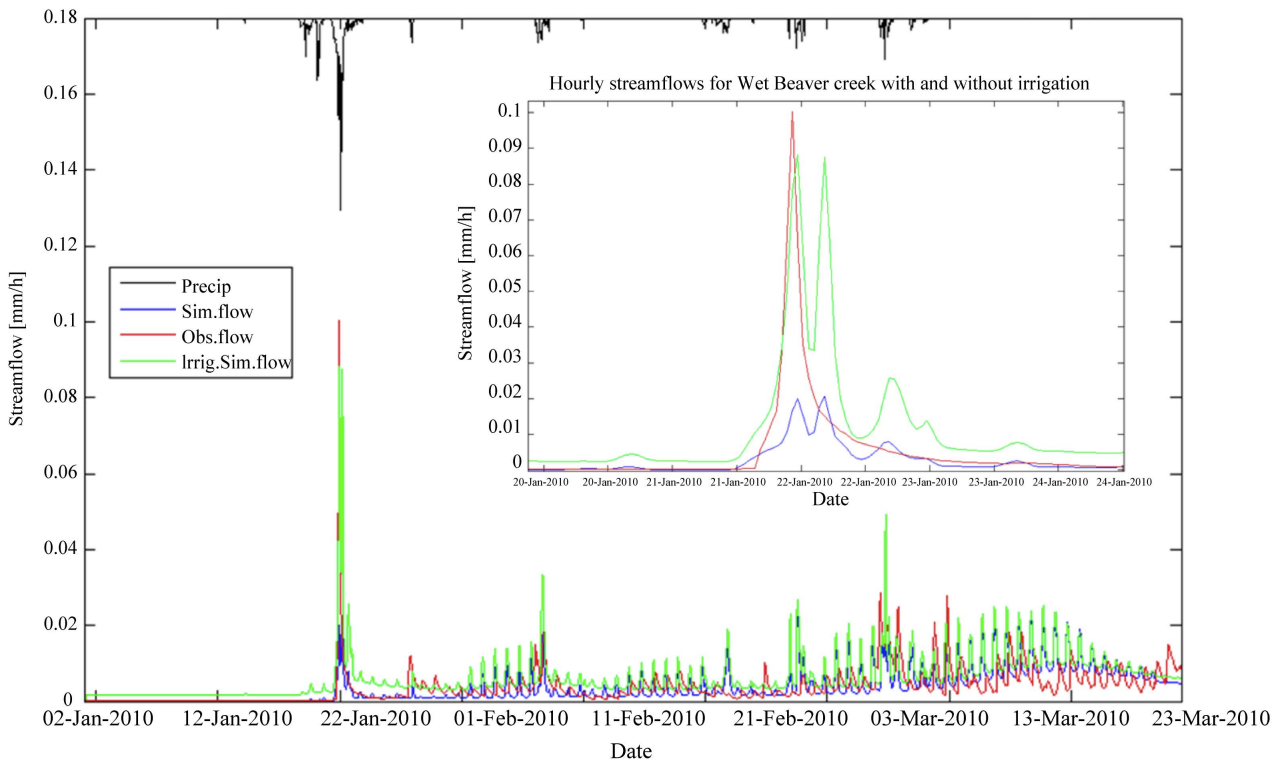 0.18
0.16
0.14
0.12
0.1
0.08
0.06
0.04
0.02
0
Streamflow [mm/h]
Precip
Sim.flow
Obs.flow
Irrig.Sim.flow
Hourly streamflows for Wet Beaver creek with and without irrigation
0.1
0.09
0.08
0.07
0.06
0.05
0.04
0.03
0.02
0.01
0
Streamflow [mm/h]
20-Jan-2010 20-Jan-2010 21-Jan-2010 21-Jan-2010 22-Jan-2010 22-Jan-2010 23-Jan-2010 23-Jan-2010 24-Jan-2010 24-Jan-2010
Date
02-Jan-2010 12-Jan-2010 22-Jan-2010 01-Feb-2010 11-Feb-2010 21-Feb-2010 03-Mar-2010 13-Mar-2010 23-Mar-2010
Date